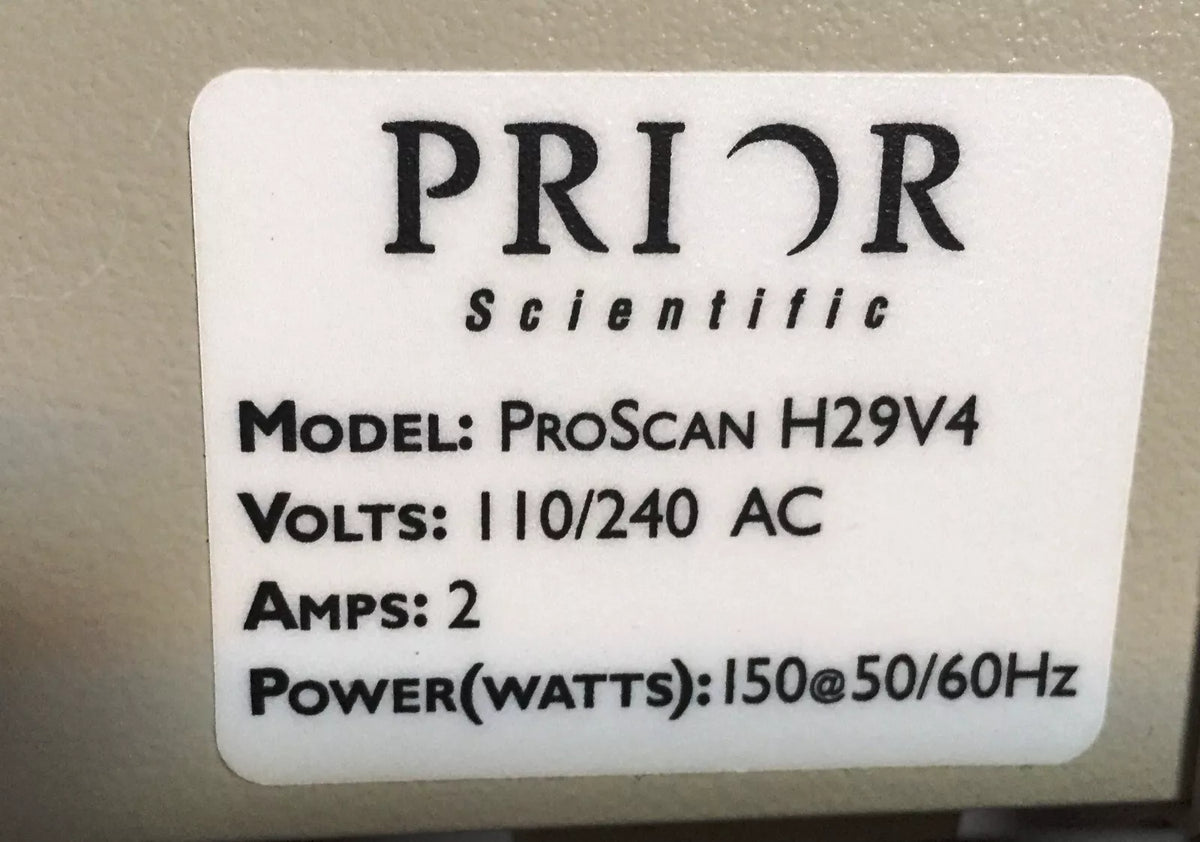 PRIOR
Scientific
MODEL: PROSCAN H29V4
VOLTS: 110/240 AC
AMPS: 2
POWER(WATTS):150@50/60Hz